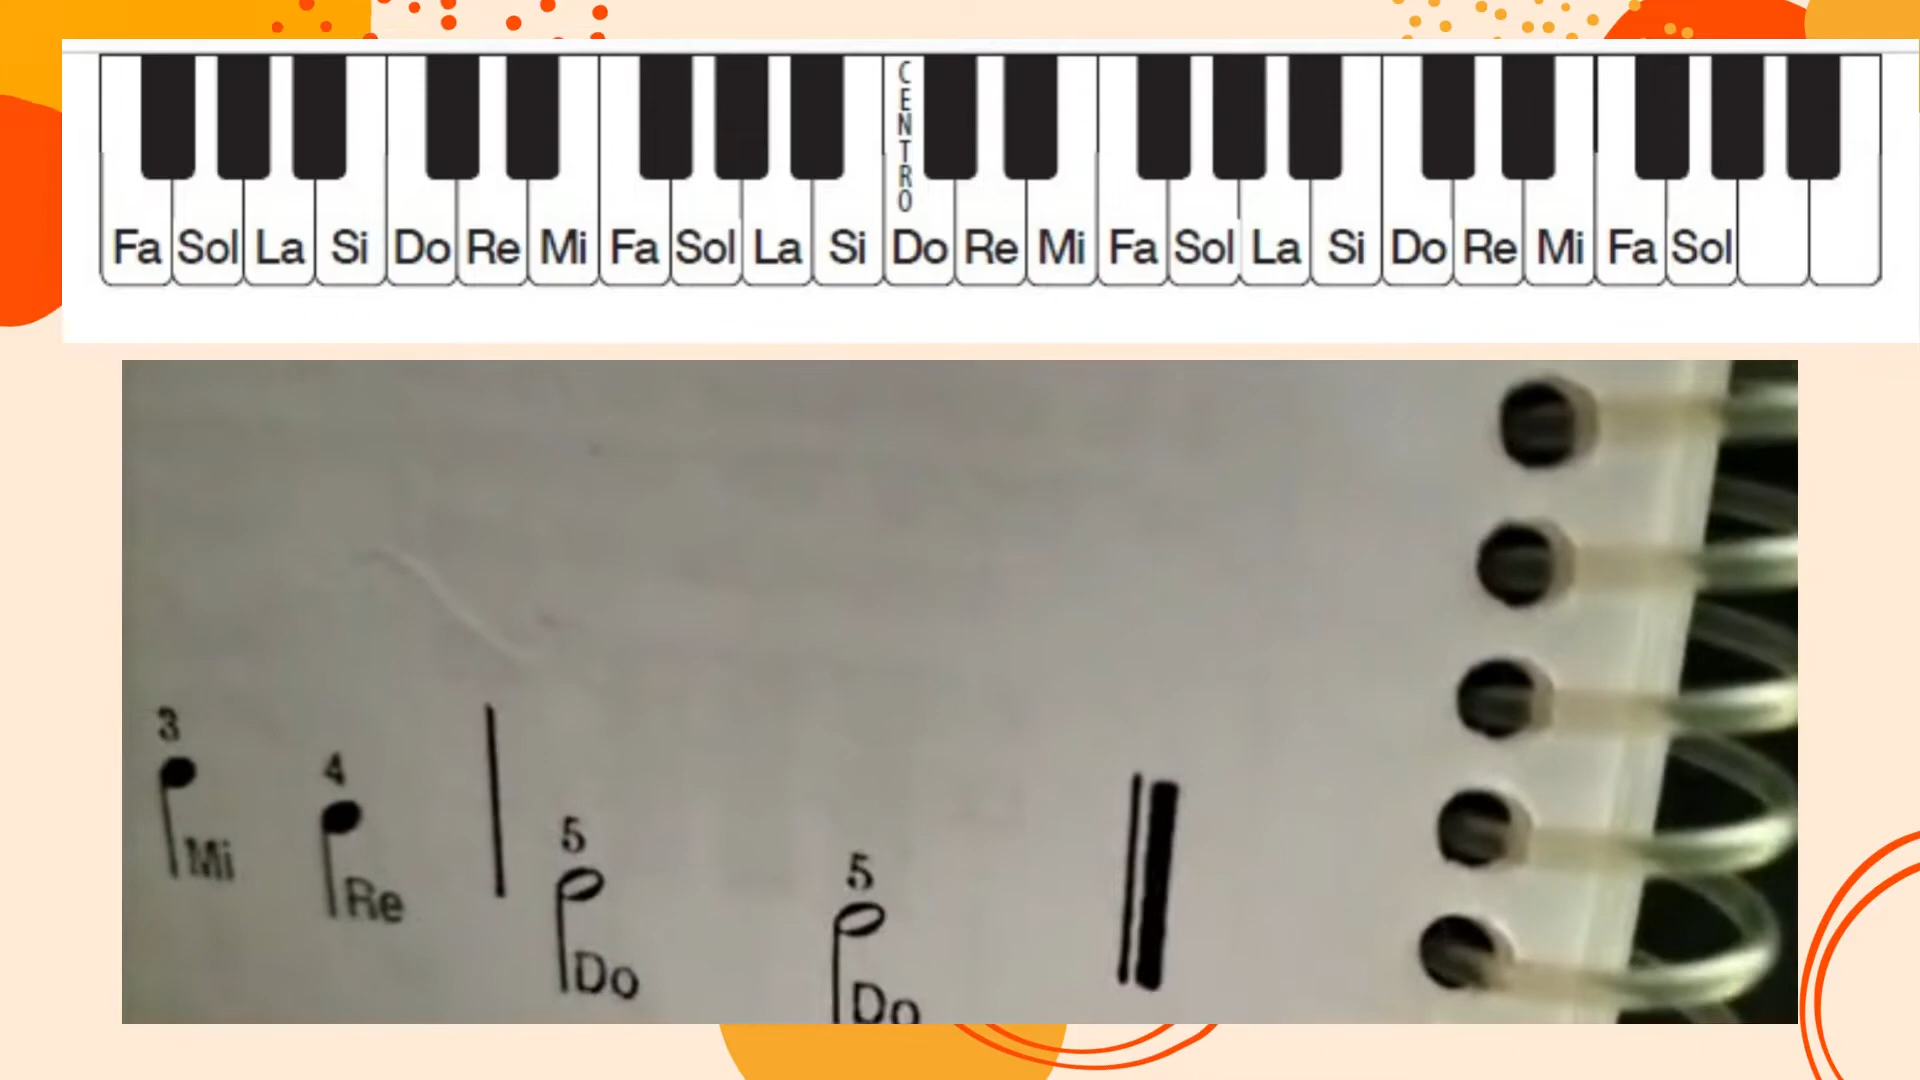 CENTRO
Fa Sol La Si Do Re Mi Fa Sol La Si Do Re Mi Fa Sol La Si Do Re Mi Fa Sol
3
4
5
5
Mi
Re
Do
Do